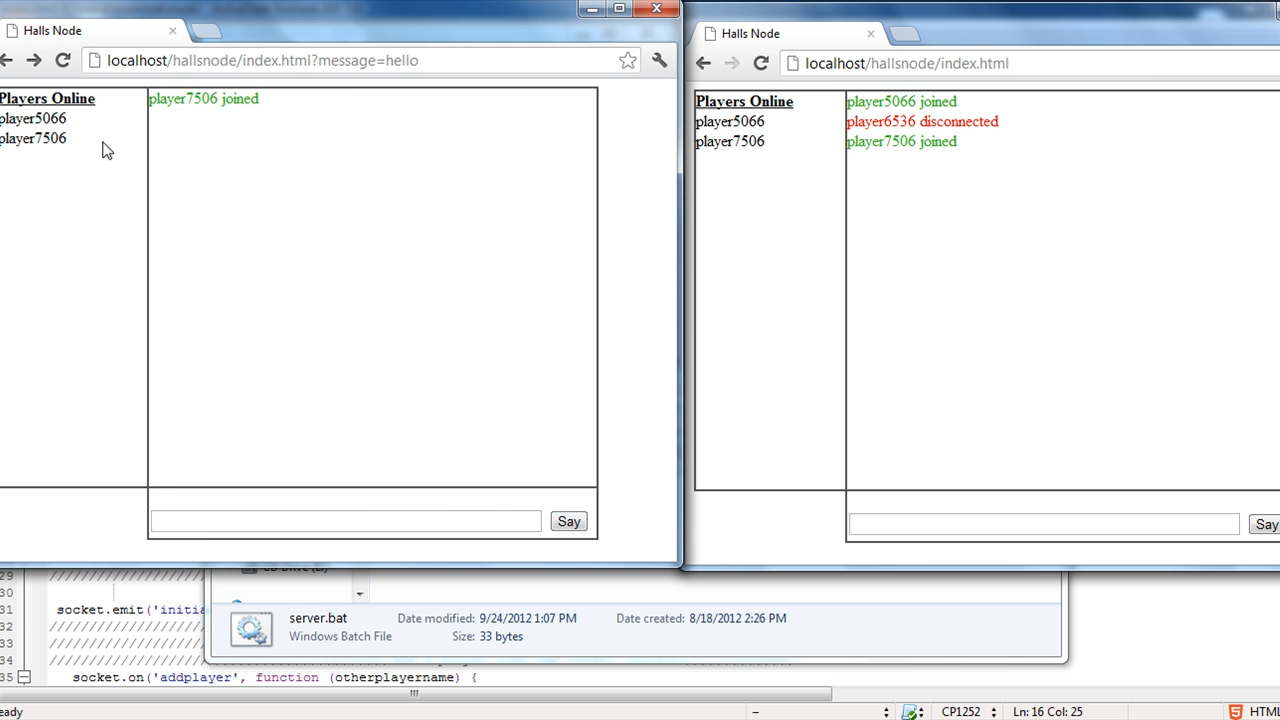 Halls Node
localhost/hallsnode/index.html?message=hello
Players Online
player5066
player7506
player7506 joined
Say
Halls Node
localhost/hallsnode/index.html
Players Online
player5066
player7506
player5066 joined
player6536 disconnected
player7506 joined
Say
server.bat
Windows Batch File
Date modified: 9/24/2012 1:07 PM
Size: 33 bytes
Date created: 8/18/2012 2:26 PM
29 ///////////////////
30
31 socket.emit('initia
32 ///////////////////
33 ///////////////////
34 ///////////////////
35 socket.on('addplayer', function (otherplayername) {
eady
CP1252
Ln: 16 Col: 25
HTML